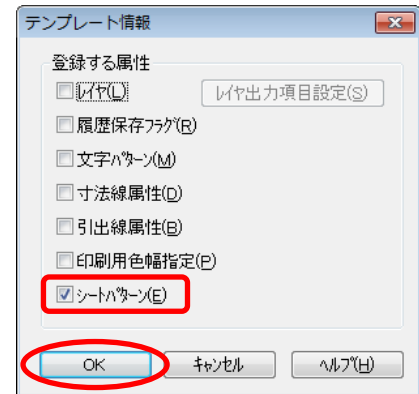 テンプレート情報
登録する属性
ﾚｲﾔ(L) ﾚｲﾔ出力項目設定(S)
履歴保存ﾌﾗｸﾞ(R)
文字ﾊﾟﾀｰﾝ(M)
寸法線属性(D)
引出線属性(B)
印刷用色幅指定(P)
ｼｰﾄﾊﾟﾀｰﾝ(E)
OK ｷｬﾝｾﾙ ﾍﾙﾌﾟ(H)